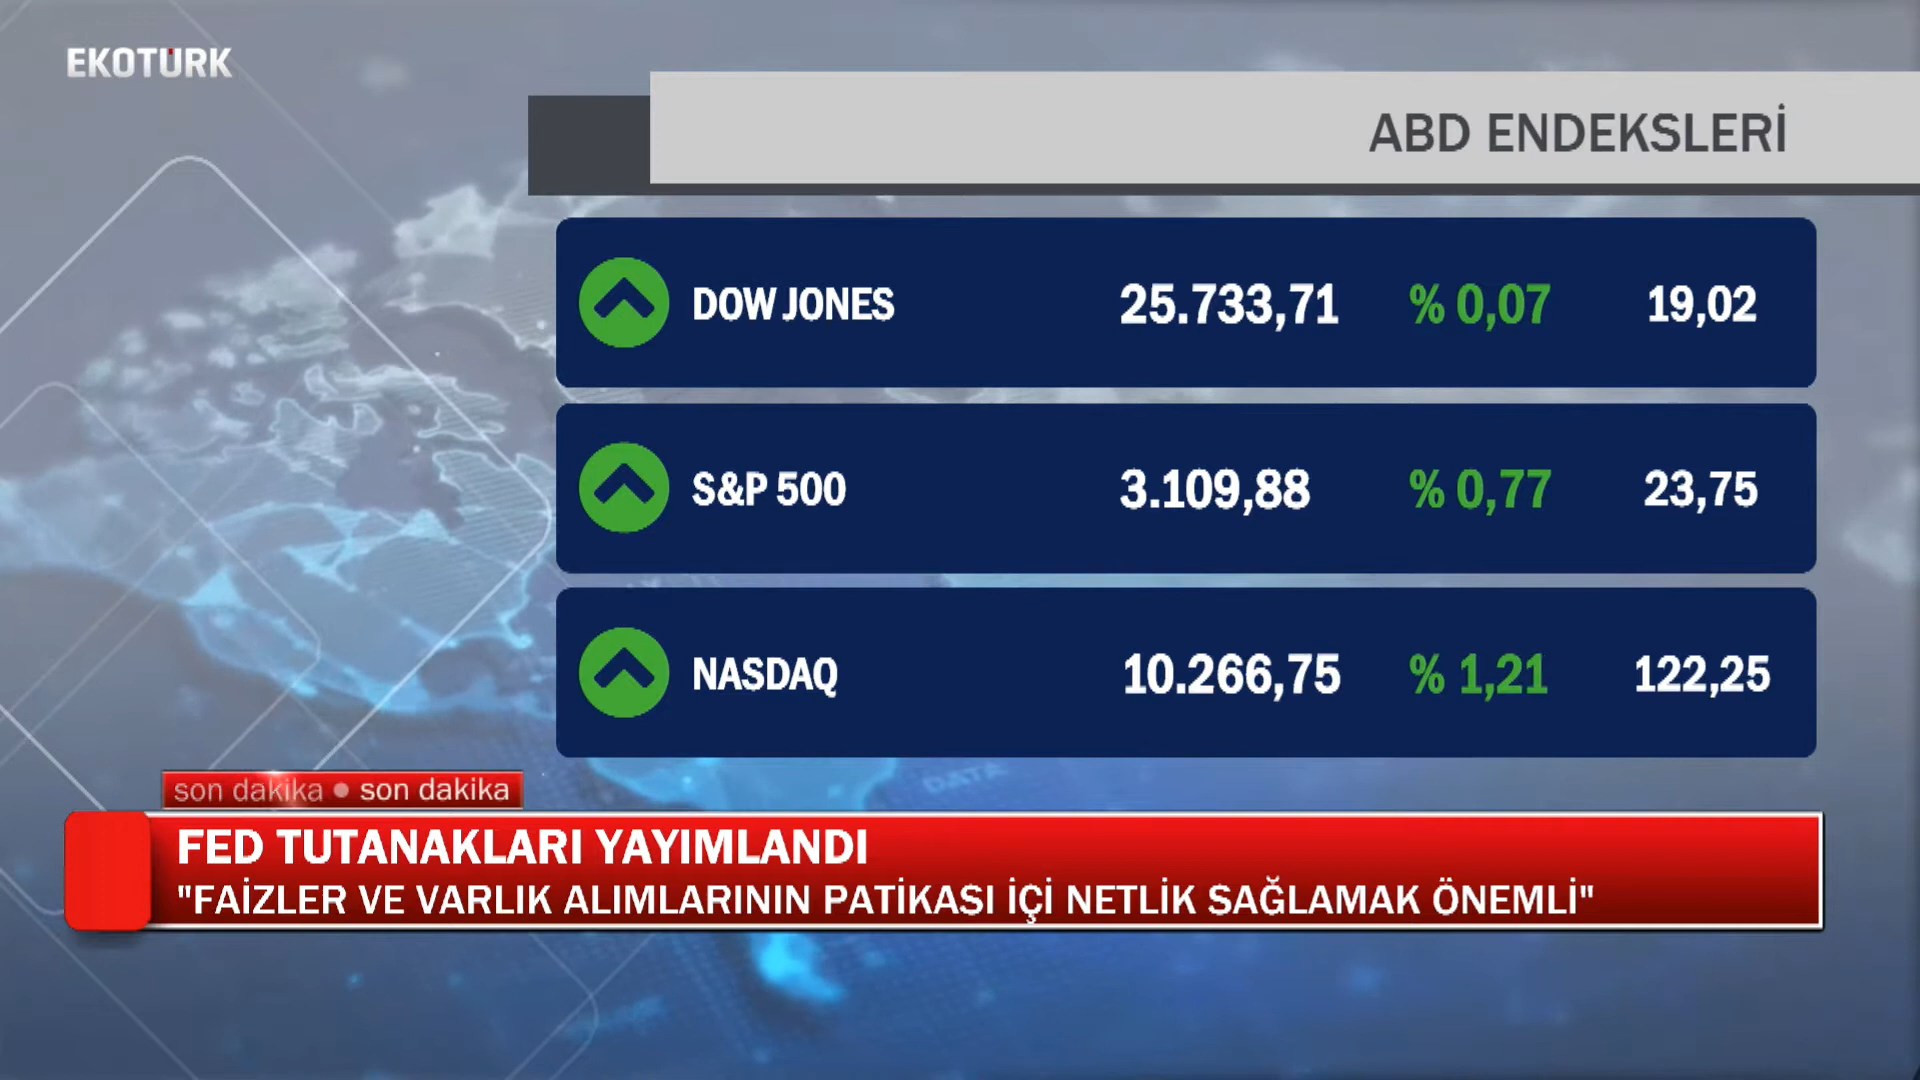 EKOTÜRK
ABD ENDEKSLERİ
DOW JONES 25.733,71 % 0,07 19,02
S&P 500 3.109,88 % 0,77 23,75
NASDAQ 10.266,75 % 1,21 122,25
DATA
son dakika ● son dakika
FED TUTANAKLARI YAYIMLANDI
"FAİZLER VE VARLIK ALIMLARININ PATİKASI İÇİ NETLİK SAĞLAMAK ÖNEMLİ"